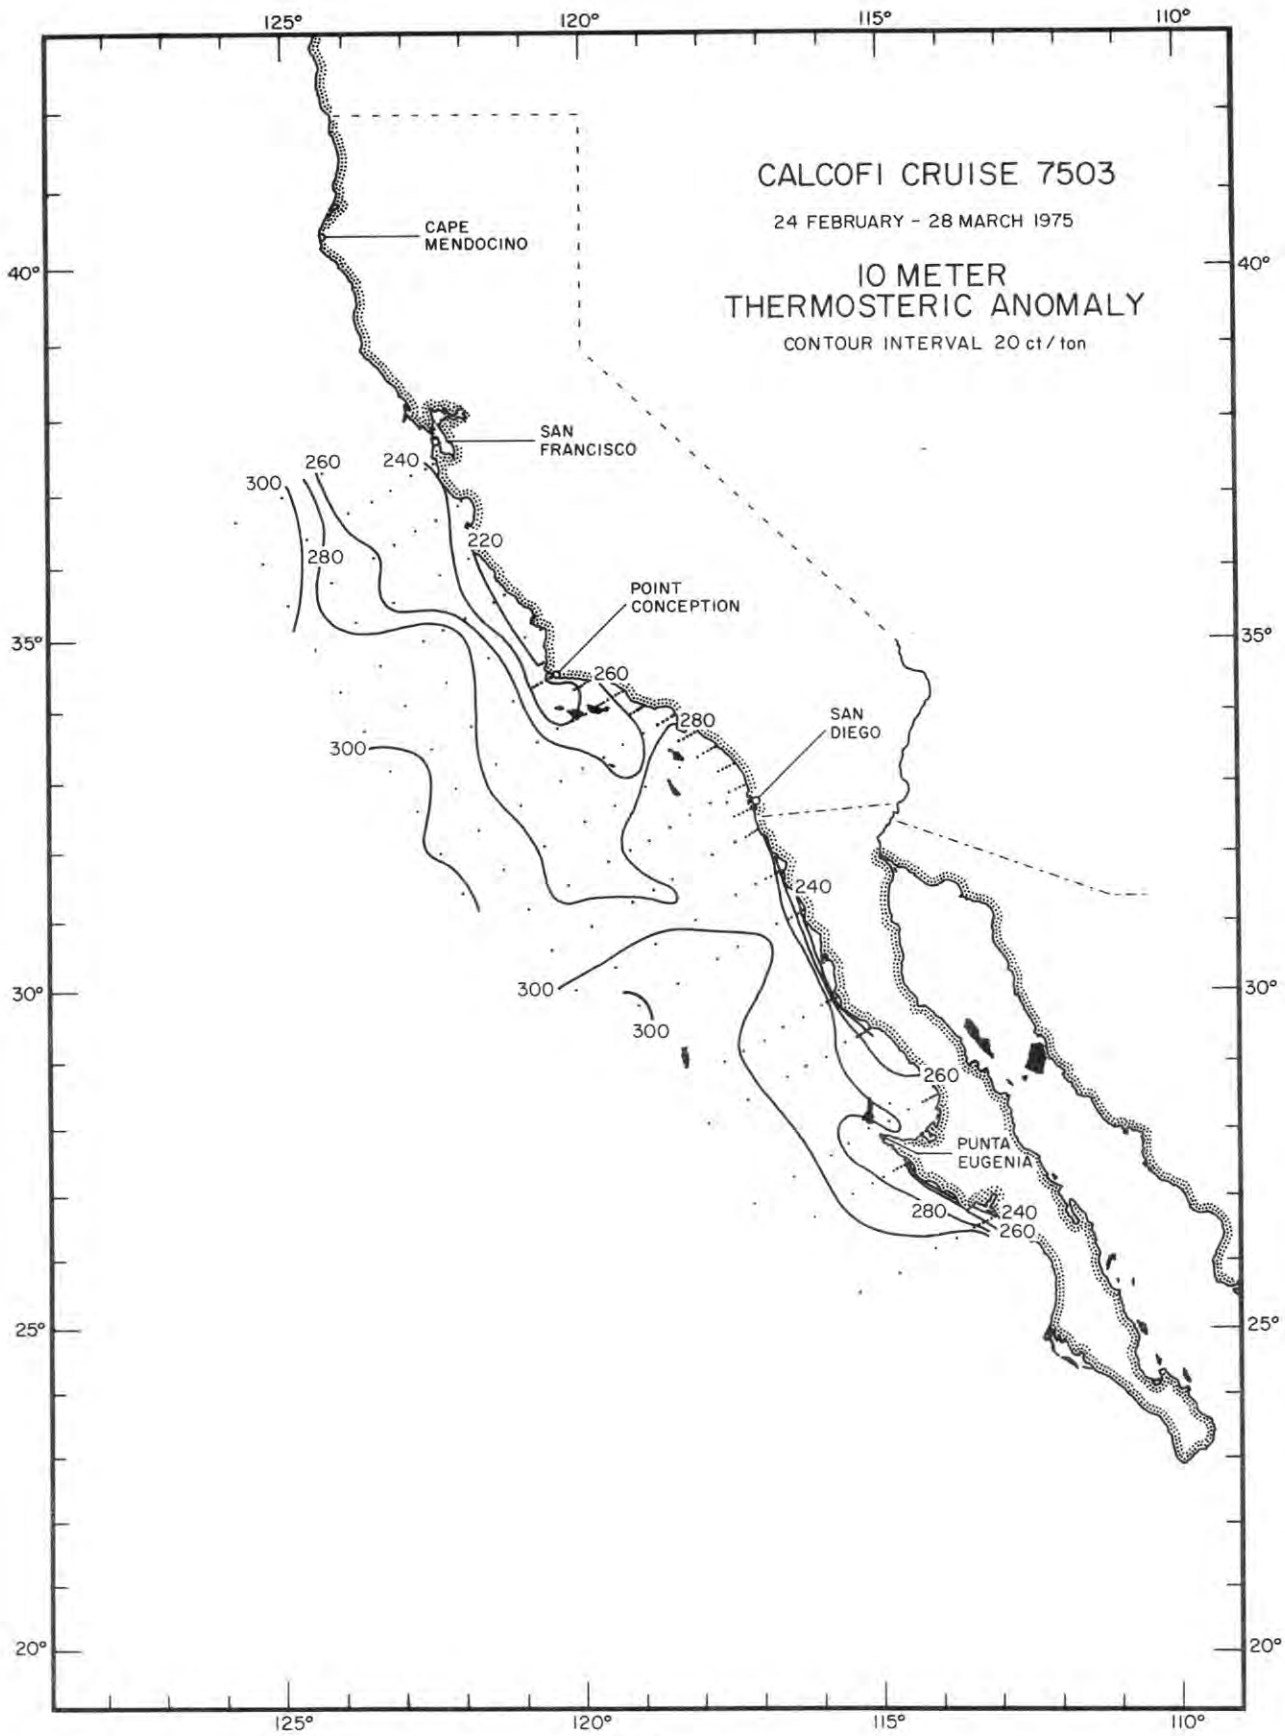 125° 120° 115° 110°
CALCOFI CRUISE 7503
24 FEBRUARY - 28 MARCH 1975
CAPE
MENDOCINO
40° 40°
10 METER
THERMOSTERIC ANOMALY
CONTOUR INTERVAL 20 ct/ton
SAN
FRANCISCO
260 240
300
220
280
POINT
CONCEPTION
35° 35°
260
280
SAN
DIEGO
300
240
30° 300 30°
300
260
PUNTA
EUGENIA
280 240
260
25° 25°
20° 20°
125° 120° 115° 110°